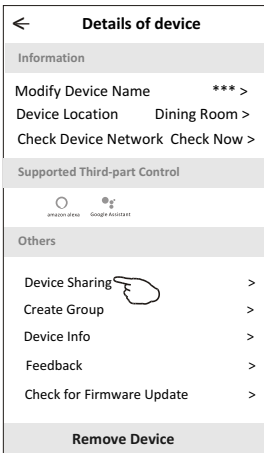 Details of device
Information
Modify Device Name *** >
Device Location Dining Room >
Check Device Network Check Now >
Supported Third-part Control
amazon alexa Google Assistant
Others
Device Sharing >
Create Group >
Device Info >
Feedback >
Check for Firmware Update >
Remove Device